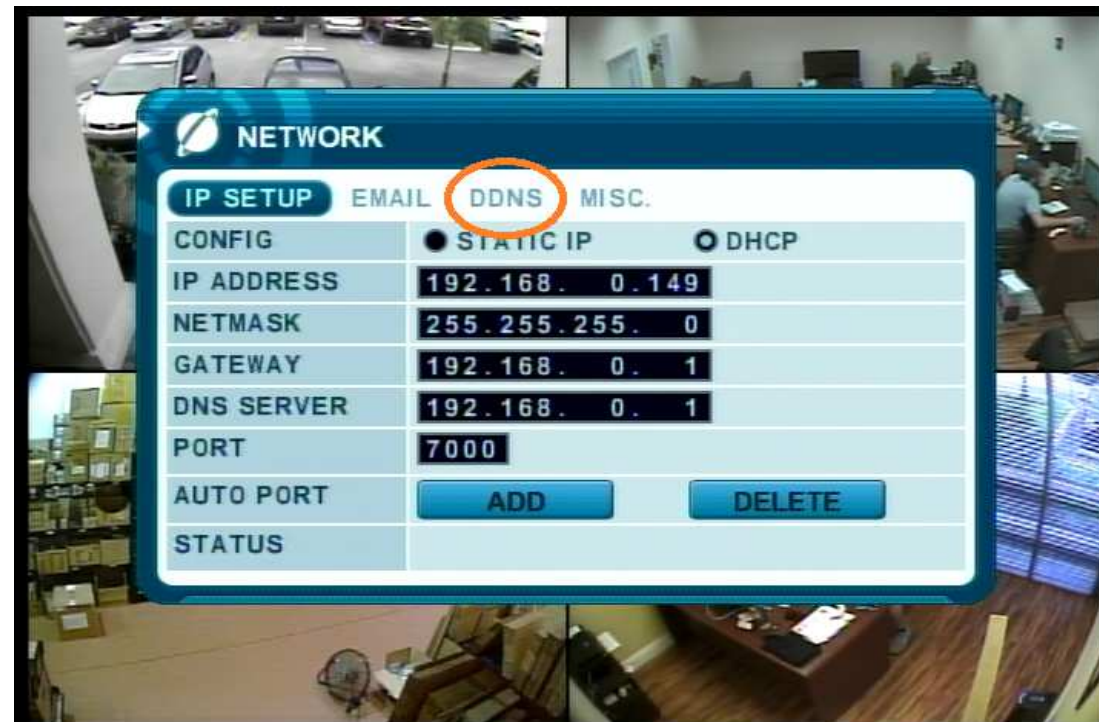 NETWORK
IP SETUP EMAIL DDNS MISC.
CONFIG STATIC IP DHCP
IP ADDRESS 192.168. 0.149
NETMASK 255.255.255. 0
GATEWAY 192.168. 0. 1
DNS SERVER 192.168. 0. 1
PORT 7000
AUTO PORT ADD DELETE
STATUS